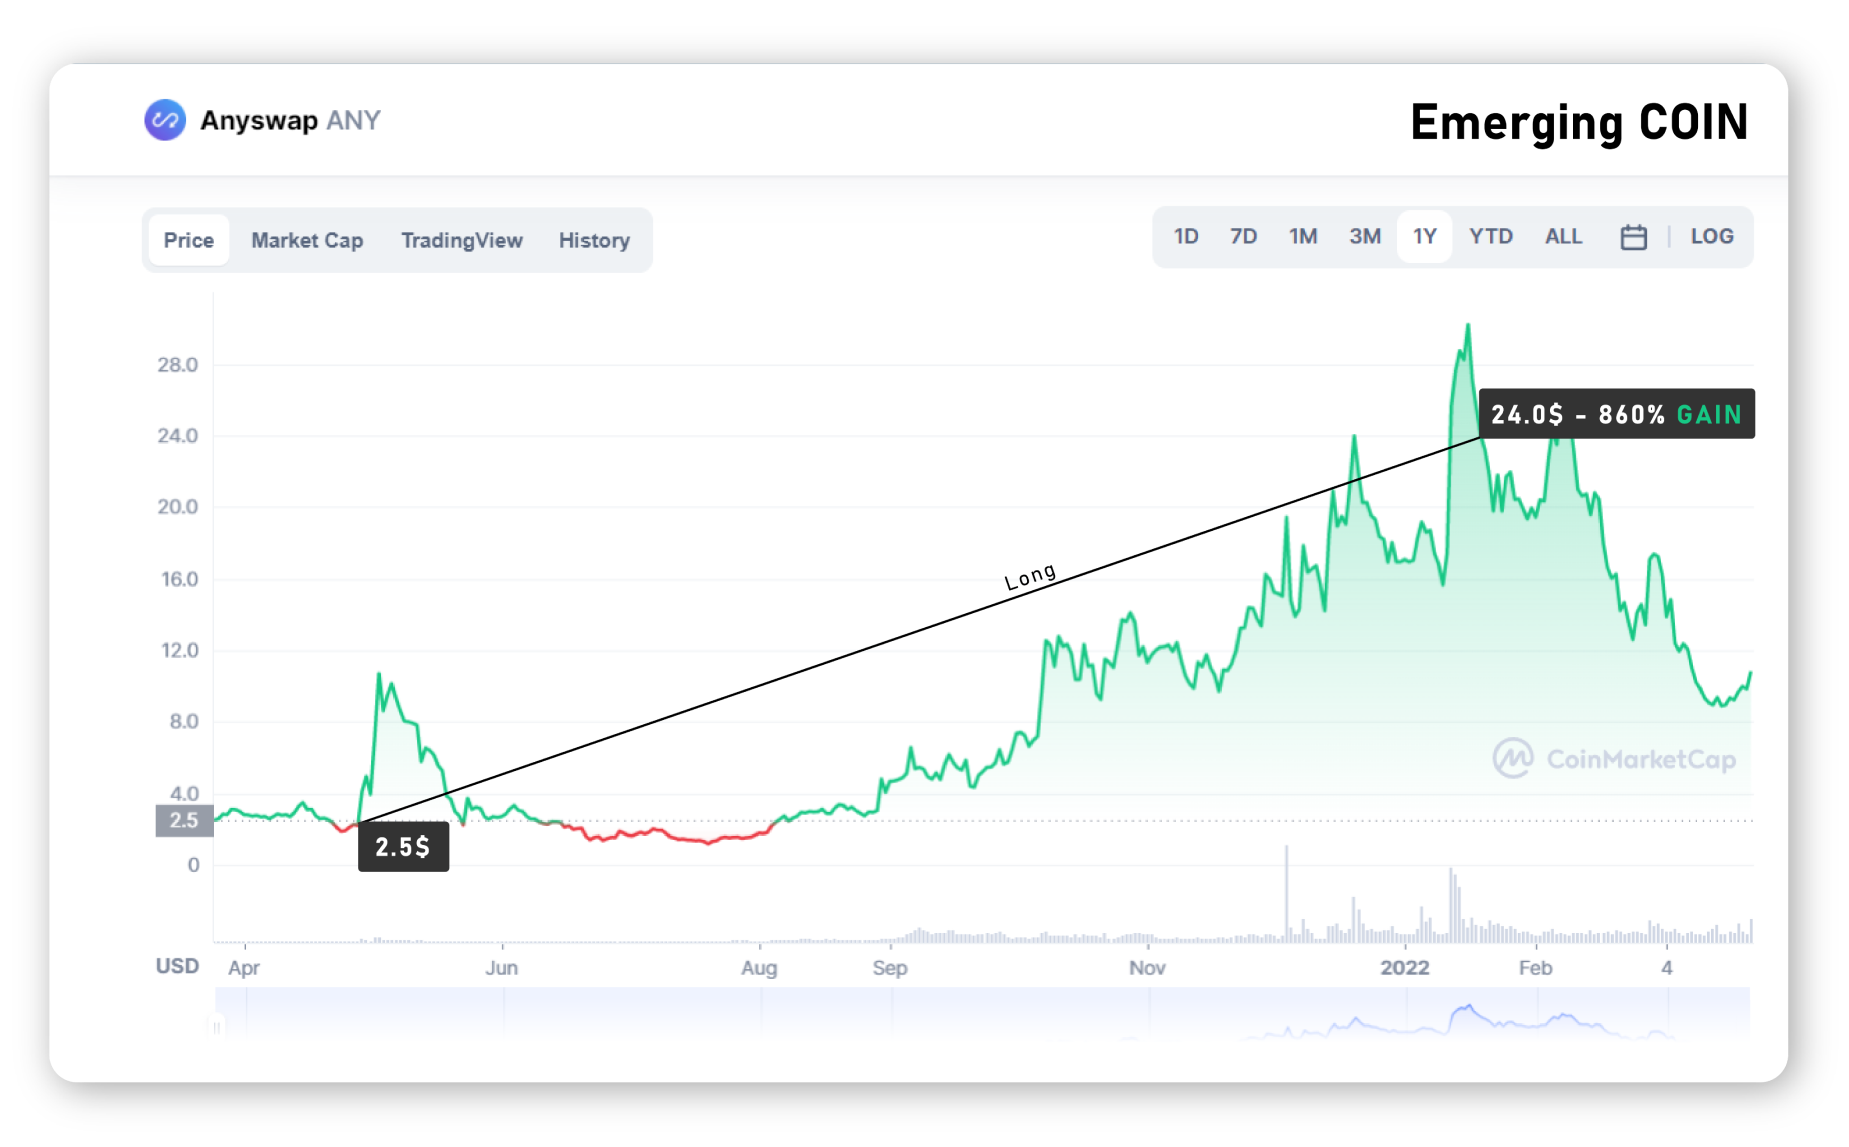 Anyswap ANY
Emerging COIN
Price Market Cap TradingView History
1D 7D 1M 3M 1Y YTD ALL LOG
28.0
24.0$ - 860% GAIN
24.0
20.0
Long
16.0
12.0
8.0
CoinMarketCap
4.0
2.5
2.5$
0
USD Apr Jun Aug Sep Nov 2022 Feb 4